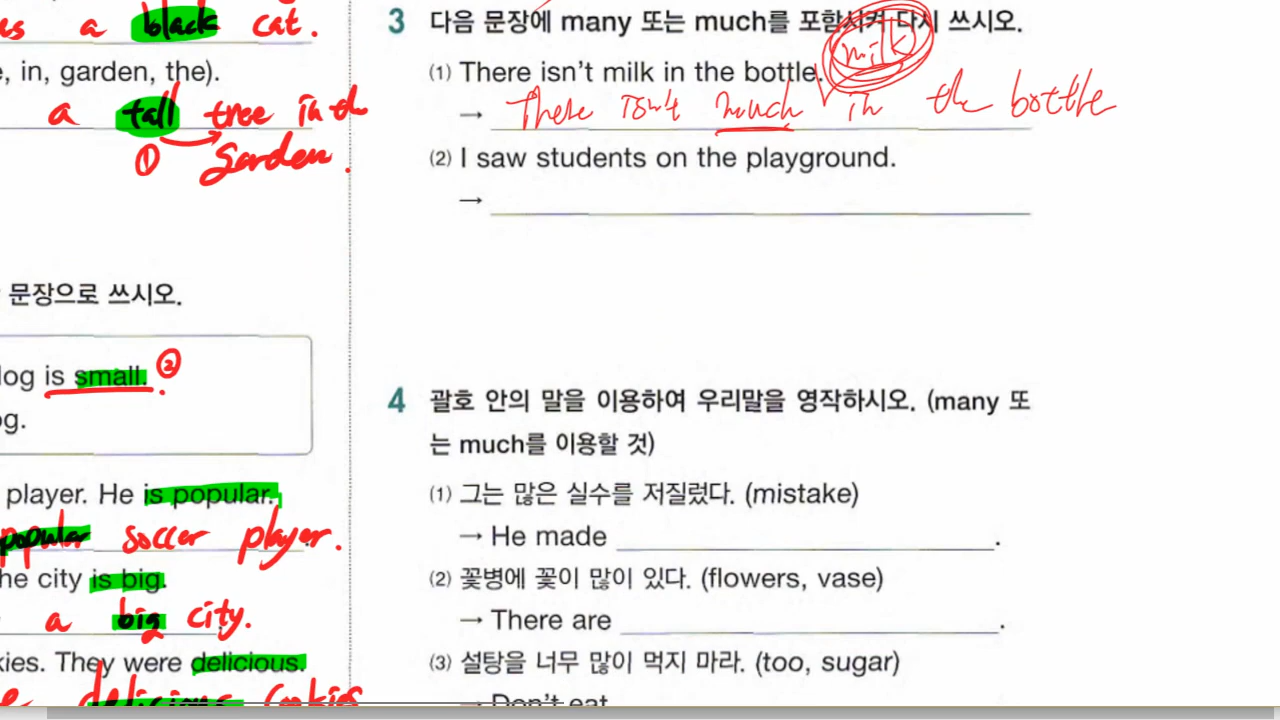 es a black cat.
e, in, garden, the).
a tall tree in the
① garden.
문장으로 쓰시오.
log is small. ②
og.
player. He is popular.
popular soccer player.
he city is big.
a big city.
kies. They were delicious.
delicious cookies
3 다음 문장에 many 또는 much를 포함시켜 다시 쓰시오.
milk
(1) There isn't milk in the bottle.
→ There isn't much in the bottle
(2) I saw students on the playground.
→
4 괄호 안의 말을 이용하여 우리말을 영작하시오. (many 또
는 much를 이용할 것)
(1) 그는 많은 실수를 저질렀다. (mistake)
→ He made .
(2) 꽃병에 꽃이 많이 있다. (flowers, vase)
→ There are .
(3) 설탕을 너무 많이 먹지 마라. (too, sugar)
→ Don't eat